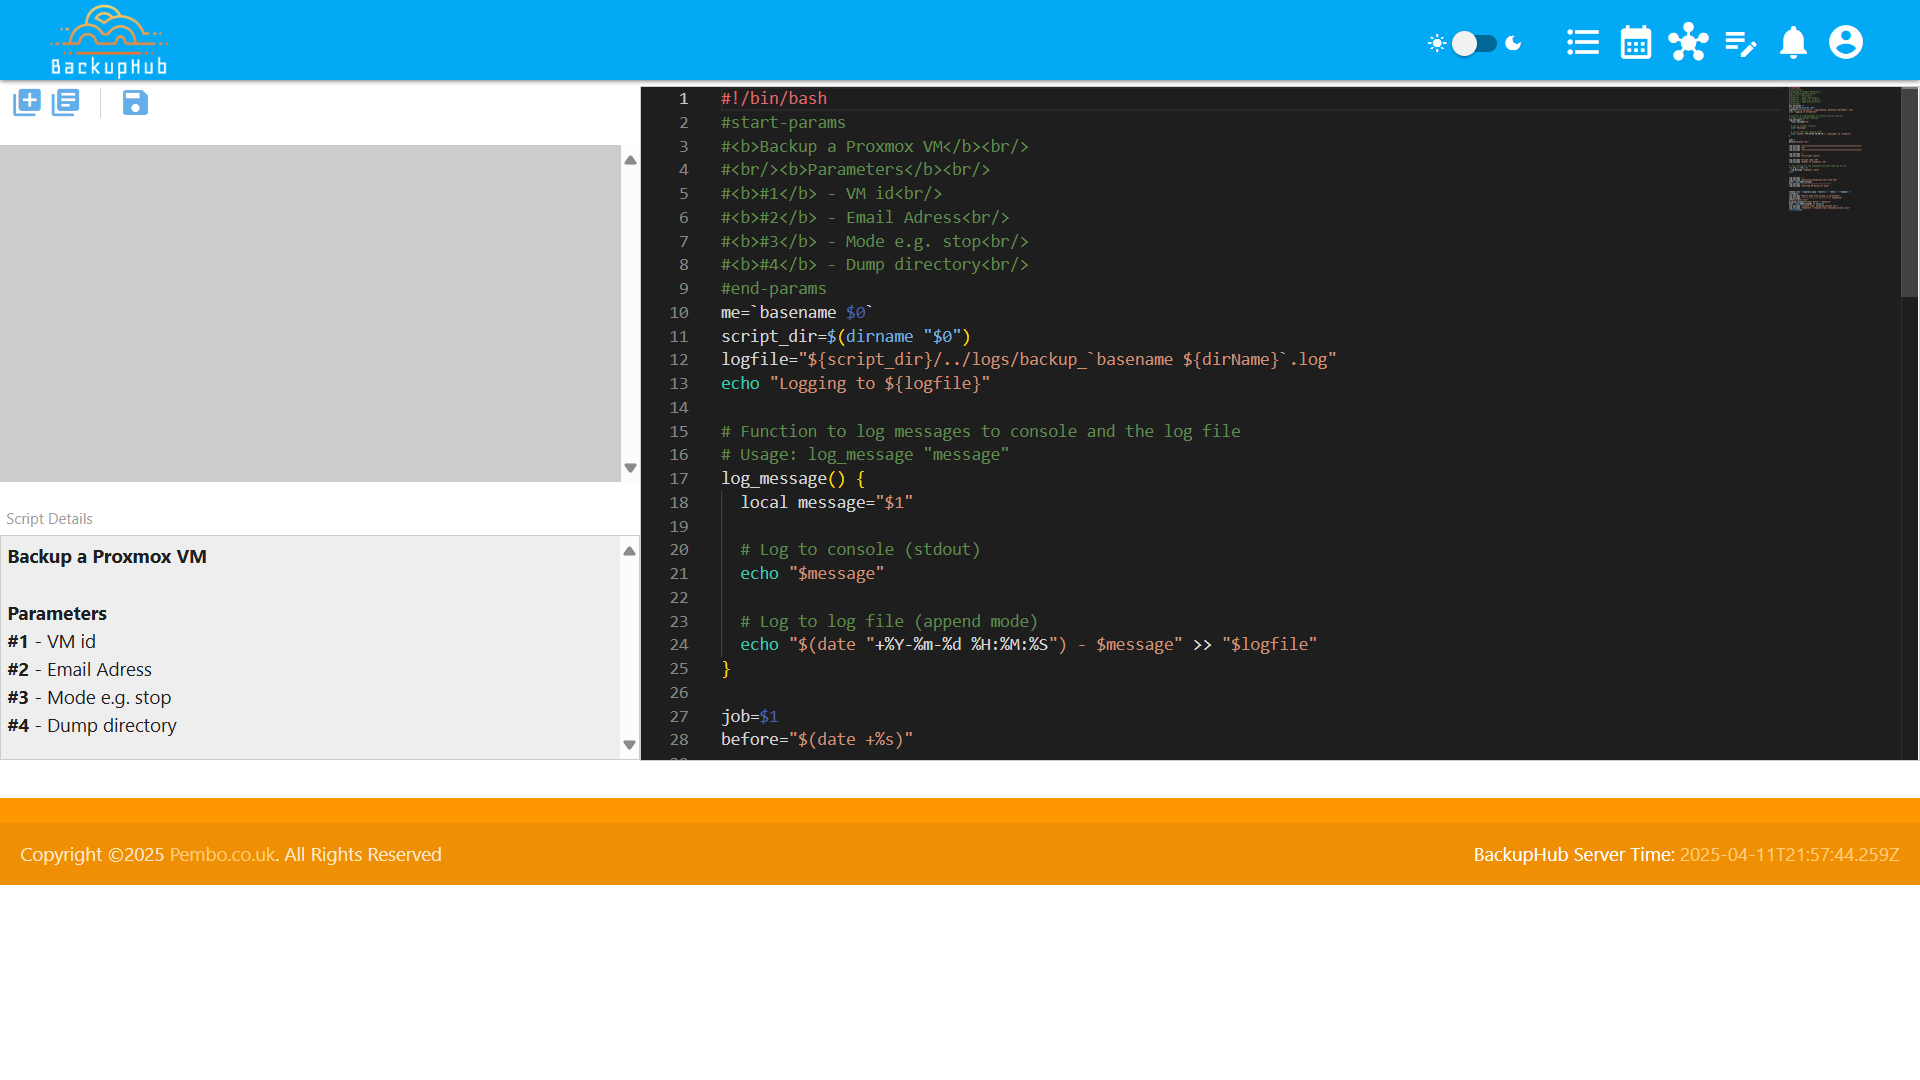 BackupHub
1 #!/bin/bash
2 #start-params
3 #<b>Backup a Proxmox VM</b><br/>
4 #<br/><b>Parameters</b><br/>
5 #<b>#1</b> - VM id<br/>
6 #<b>#2</b> - Email Adress<br/>
7 #<b>#3</b> - Mode e.g. stop<br/>
8 #<b>#4</b> - Dump directory<br/>
9 #end-params
10 me=`basename $0`
11 script_dir=$(dirname "$0")
12 logfile="${script_dir}/../logs/backup_`basename ${dirName}`.log"
13 echo "Logging to ${logfile}"
14
15 # Function to log messages to console and the log file
16 # Usage: log_message "message"
17 log_message() {
18 local message="$1"
19
20 # Log to console (stdout)
21 echo "$message"
22
23 # Log to log file (append mode)
24 echo "$(date "+%Y-%m-%d %H:%M:%S") - $message" >> "$logfile"
25 }
26
27 job=$1
28 before="$(date +%s)"
Script Details
Backup a Proxmox VM
Parameters
#1 - VM id
#2 - Email Adress
#3 - Mode e.g. stop
#4 - Dump directory
Copyright ©2025 Pembo.co.uk. All Rights Reserved
BackupHub Server Time: 2025-04-11T21:57:44.259Z